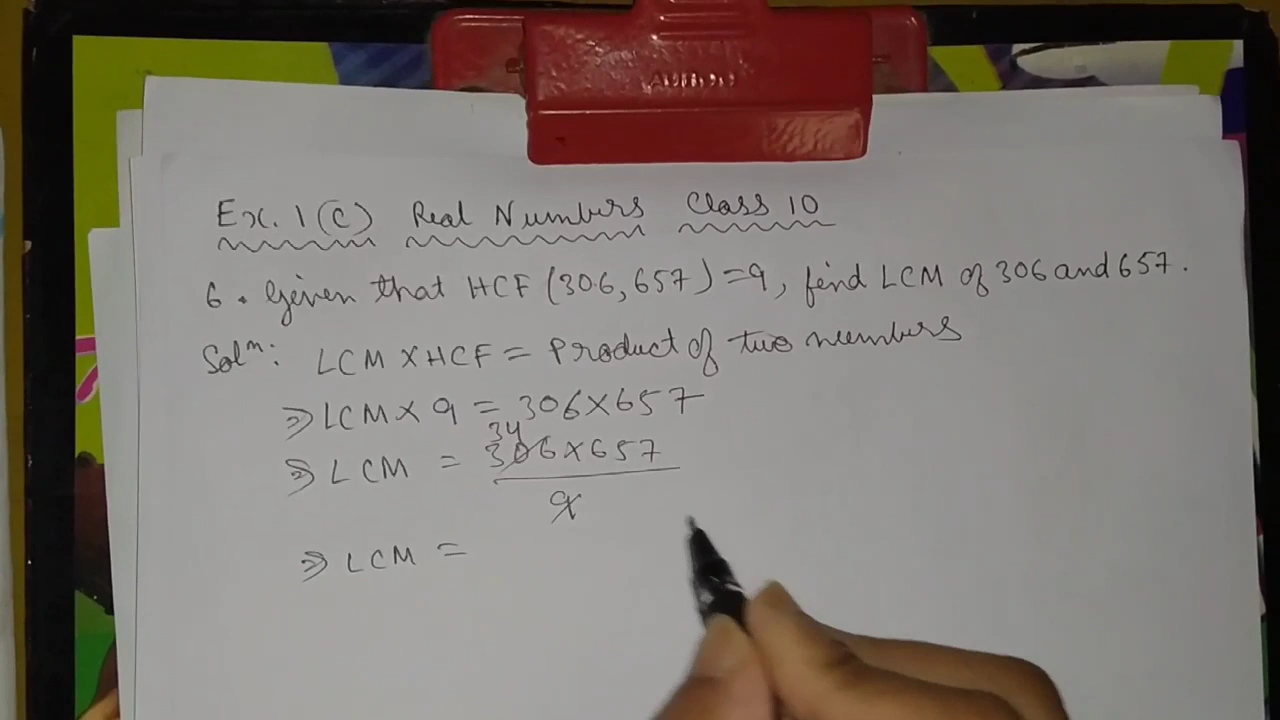 Ex. 1(C) Real Numbers Class 10
6. Given that HCF (306, 657) = 9, find LCM of 306 and 657.
Solⁿ: LCM × HCF = Product of two numbers
⇒ LCM × 9 = 306 × 657
34
⇒ LCM = 306 × 657
9
⇒ LCM =